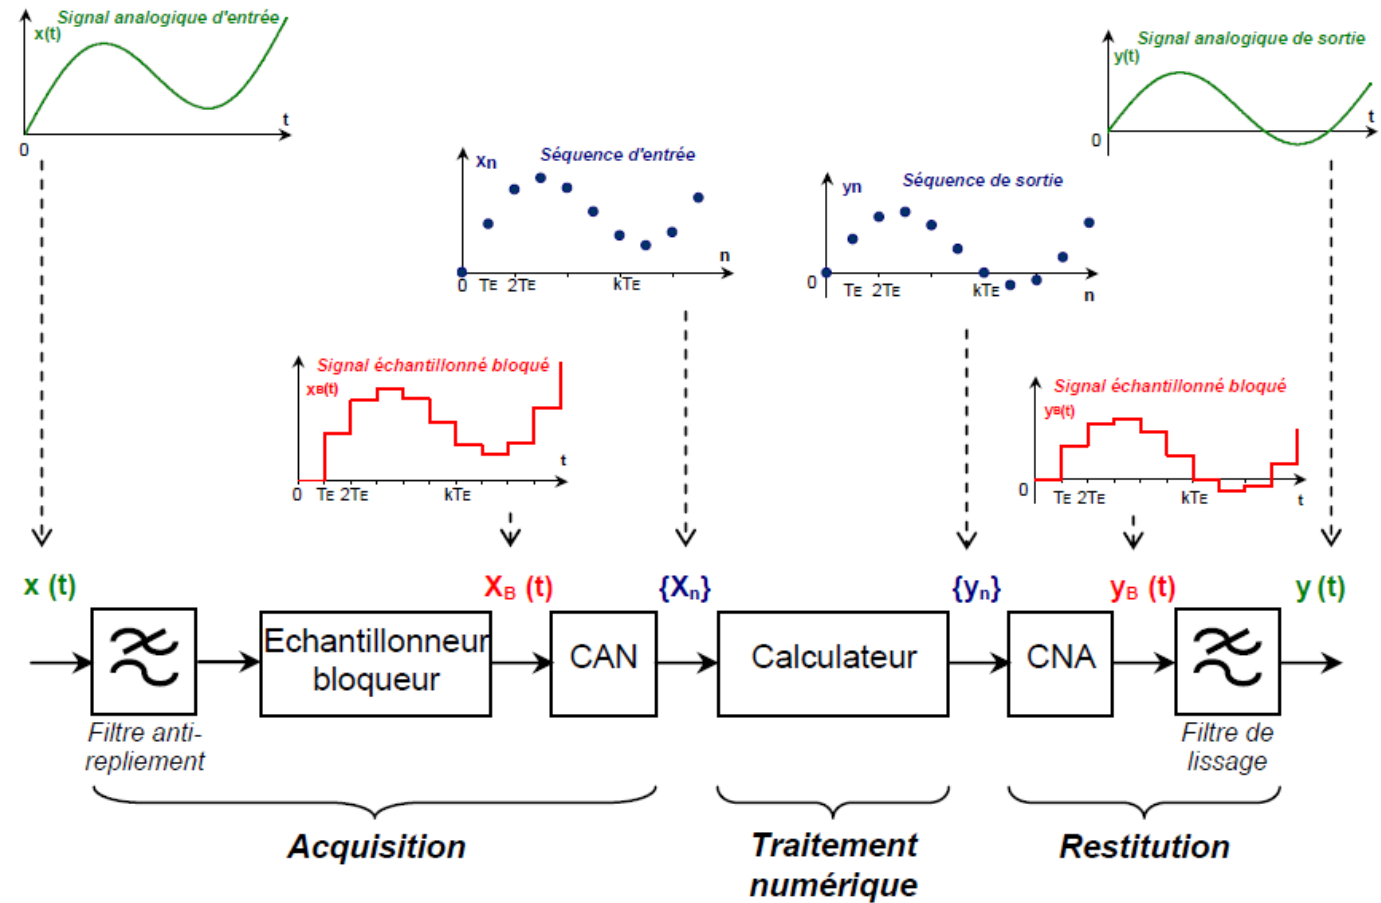 Signal analogique d'entrée
x(t)
t
0
Signal analogique de sortie
y(t)
t
0
Xn
Séquence d'entrée
n
0 TE 2TE kTE
yn
Séquence de sortie
0
TE 2TE kTE
n
Signal échantillonné bloqué
XB(t)
t
0 TE 2TE kTE
Signal échantillonné bloqué
yB(t)
0
TE 2TE kTE
t
x (t) XB (t) {Xn} {yn} yB (t) y (t)
Echantillonneur
bloqueur
CAN
Calculateur
CNA
Filtre anti-
repliement
Filtre de
lissage
Acquisition
Traitement
numérique
Restitution